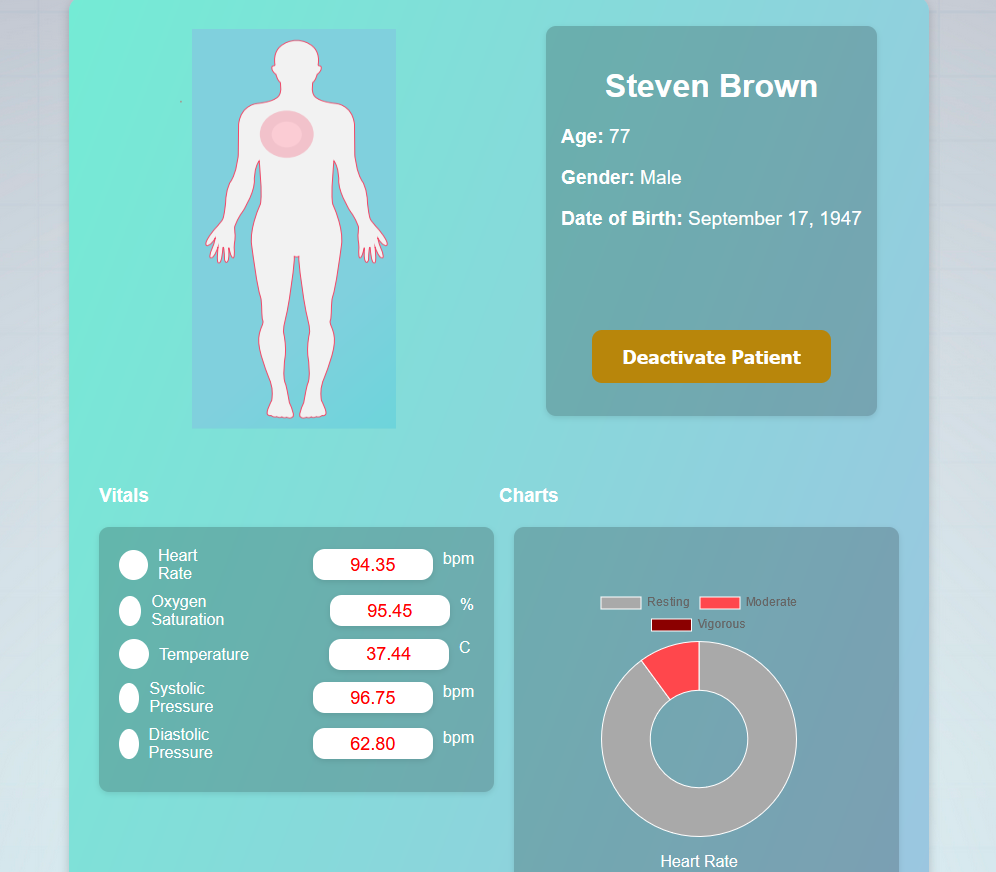 Steven Brown
Age: 77
Gender: Male
Date of Birth: September 17, 1947
Deactivate Patient
Vitals
Heart
Rate
94.35 bpm
Oxygen
Saturation
95.45 %
Temperature 37.44 C
Systolic
Pressure
96.75 bpm
Diastolic
Pressure
62.80 bpm
Charts
Resting Moderate
Vigorous
Heart Rate